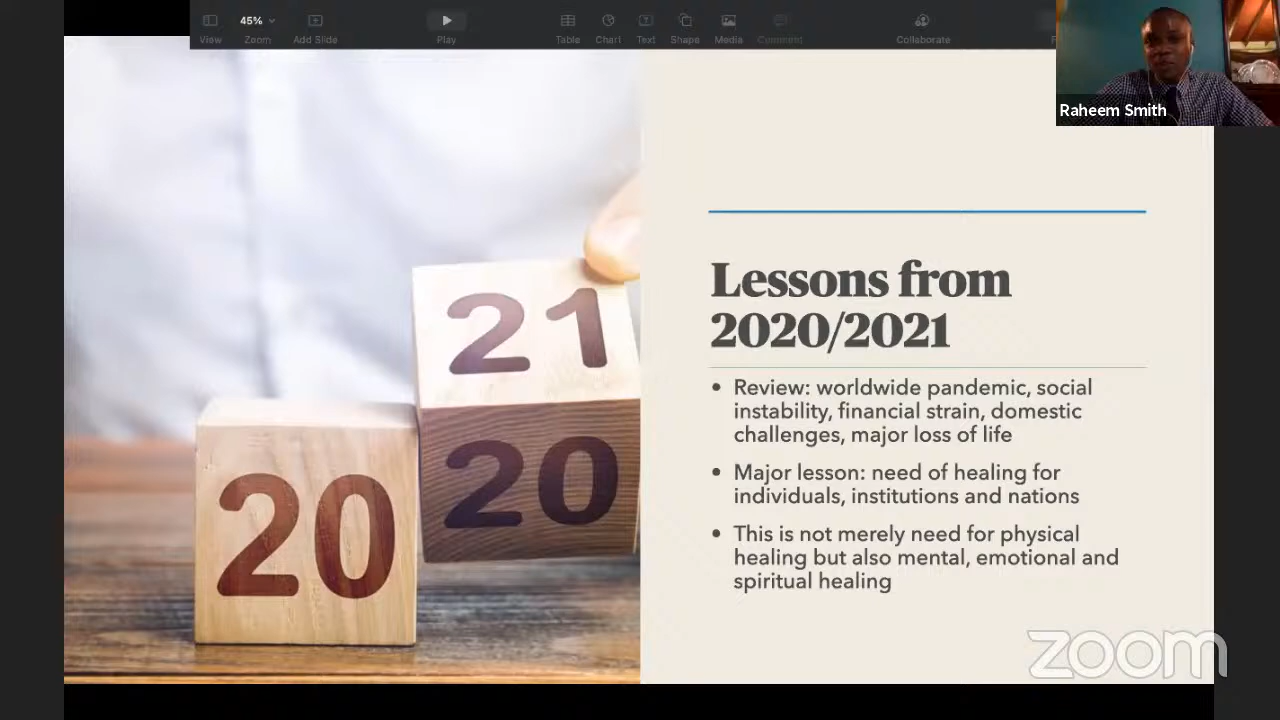 45%
View
Zoom
Add Slide
Play
Table
Chart
Text
Shape
Media
Comment
Collaborate
Raheem Smith
21
20
20
Lessons from
2020/2021
• Review: worldwide pandemic, social
instability, financial strain, domestic
challenges, major loss of life
• Major lesson: need of healing for
individuals, institutions and nations
• This is not merely need for physical
healing but also mental, emotional and
spiritual healing
zoom